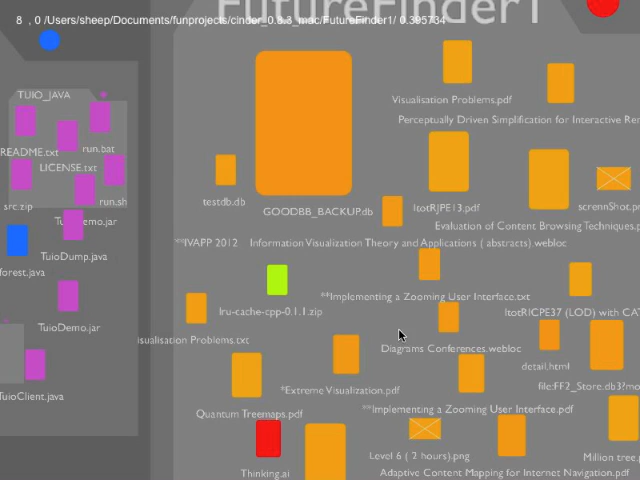 FutureFinder1
8 , 0 /Users/sheep/Documents/funprojects/cinder_0.8.3_mac/FutureFinder1/ 0.395734
TUIO_JAVA
Visualisation Problems.pdf
Perceptually Driven Simplification for Interactive Ren
README.txt
run.bat
LICENSE.txt
src.zip
run.sh
testdb.db
GOODBB_BACKUP.db
ItotRJPE13.pdf
scrennShot.pn
emo.jar
Evaluation of Content Browsing Techniques.p
**IVAPP 2012 Information Visualization Theory and Applications ( abstracts).webloc
TuioDump.java
forest.java
**Implementing a Zooming User Interface.txt
lru-cache-cpp-0.1.1.zip
ItotRICPE37 (LOD) with CAT
TuioDemo.jar
isualisation Problems.txt
Diagrams Conferences.webloc
detail.html
*Extreme Visualization.pdf
file:FF2_Store.db3?mo
TuioClient.java
Quantum Treemaps.pdf
**Implementing a Zooming User Interface.pdf
Level 6 ( 2 hours).png
Million tree.p
Thinking.ai
Adaptive Content Mapping for Internet Navigation.pdf